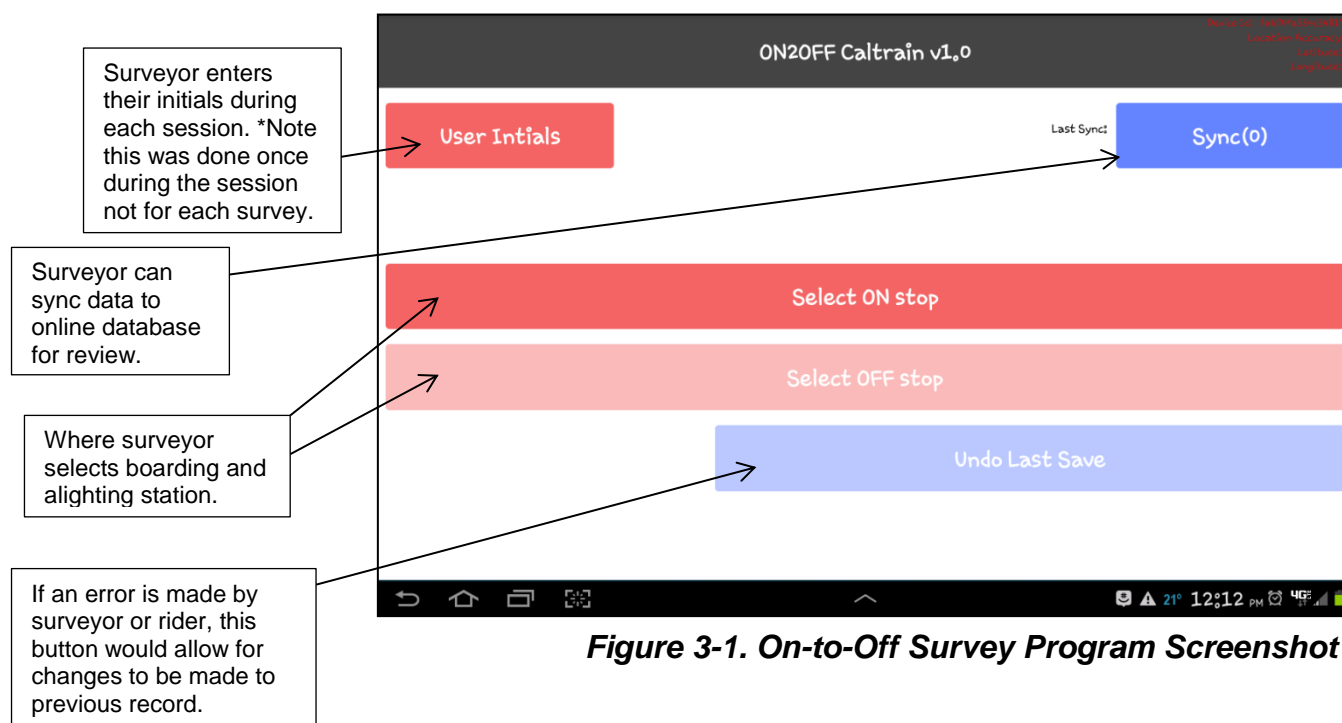 ON2OFF Caltrain v1.0
Surveyor enters
their initials during
each session. *Note
this was done once
during the session
not for each survey.
User Intials
Last Sync:
Sync(0)
Surveyor can
sync data to
online database
for review.
Select ON stop
Select OFF stop
Where surveyor
selects boarding and
alighting station.
Undo Last Save
If an error is made by
surveyor or rider, this
button would allow for
changes to be made to
previous record.
21° 12:12 PM 4G
Figure 3-1. On-to-Off Survey Program Screenshot